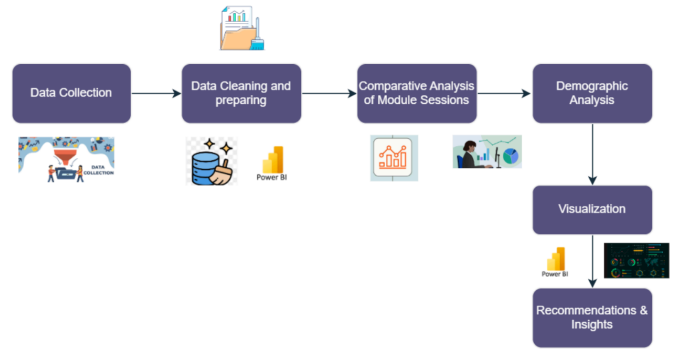 Data Collection
Data Cleaning and
preparing
Comparative Analysis
of Module Sessions
Demographic
Analysis
DATA
COLLECTION
Power BI
Visualization
Power BI
Recommendations &
Insights